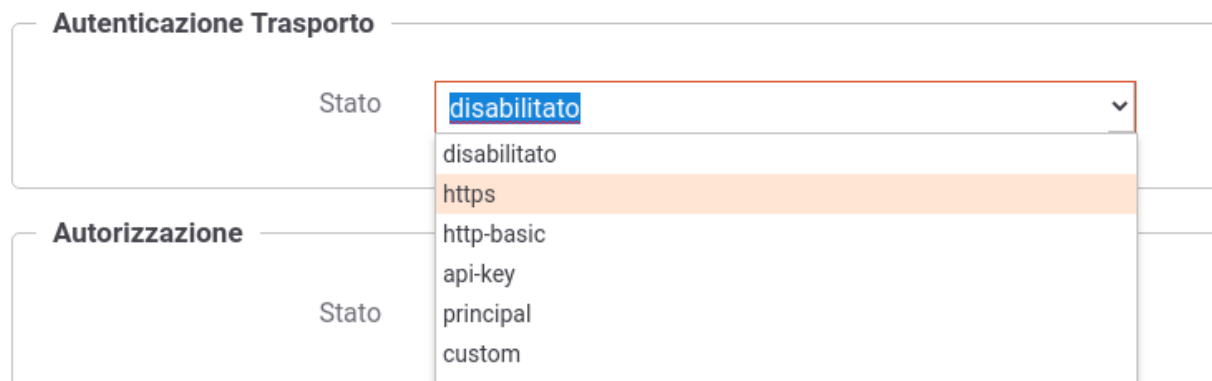 Autenticazione Trasporto
Stato
disabilitato
disabilitato
https
http-basic
api-key
principal
custom
Autorizzazione
Stato